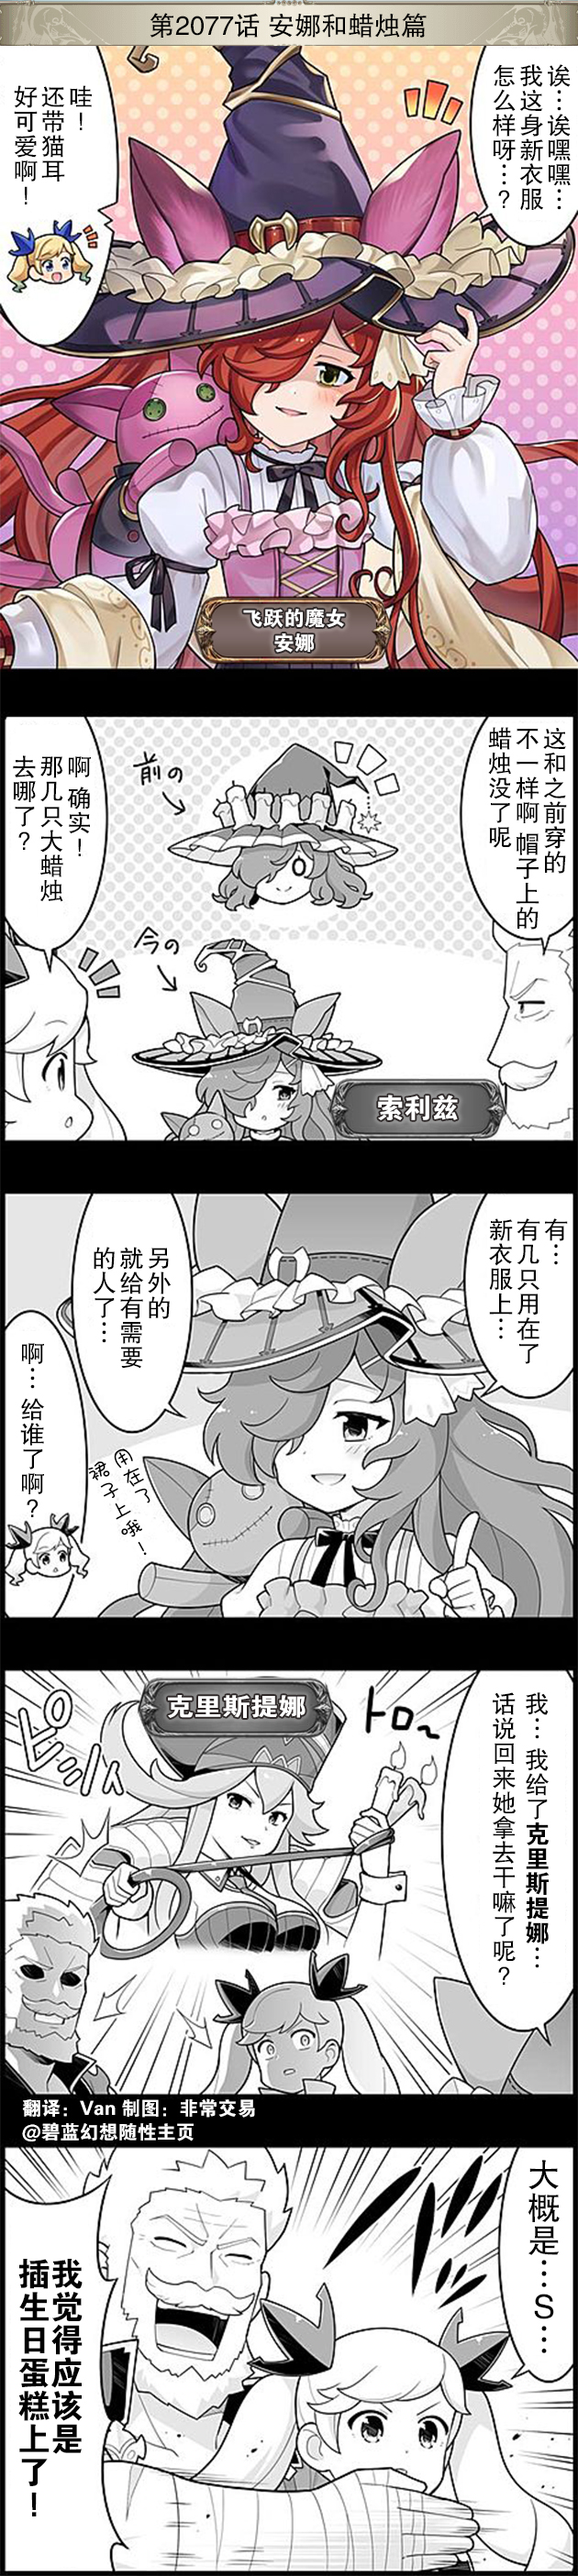 第2077话 安娜和蜡烛篇
诶…诶嘿嘿…
我这身新衣服
怎么样呀…?
哇!
还带猫耳
好可爱啊!
飞跃的魔女
安娜
这和之前穿的
不一样啊 帽子上的
蜡烛没了呢
前の
啊 确实!
那几只大蜡烛
去哪了?
今の
索利兹
有…
有几只用在了
新衣服上…
另外的
就给有需要
的人了…
用在了
裙子上哦!
啊… 给谁了啊?
我… 我给了克里斯提娜…
话说回来她拿去干嘛了呢?
克里斯提娜
トロ~
ピシッ
翻译:Van 制图:非常交易
@碧蓝幻想随性主页
大概是…S…
我觉得应该是
插生日蛋糕上了!